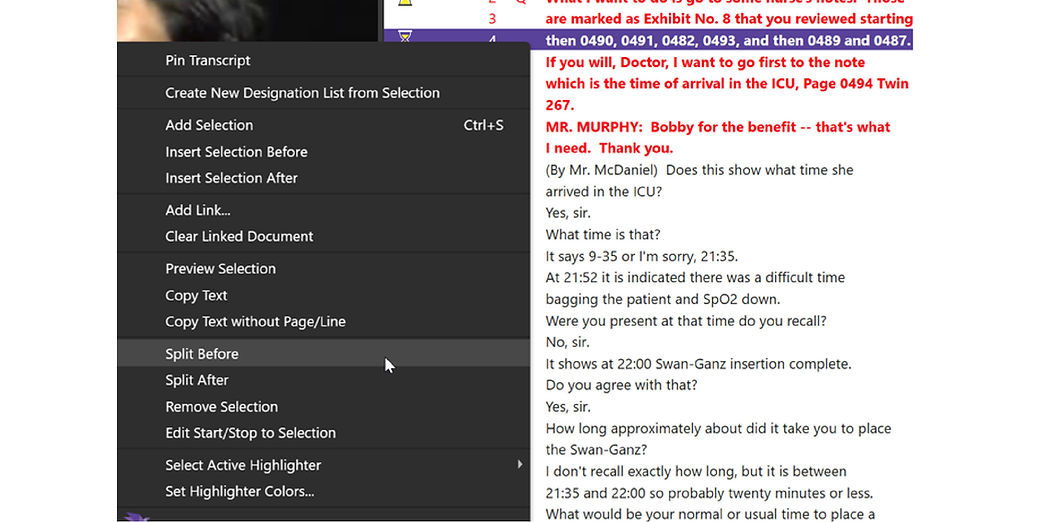 2 Q What I want to do is go to some nurse's notes. Those
3 are marked as Exhibit No. 8 that you reviewed starting
4 then 0490, 0491, 0482, 0493, and then 0489 and 0487.
If you will, Doctor, I want to go first to the note
which is the time of arrival in the ICU, Page 0494 Twin
267.
MR. MURPHY: Bobby for the benefit -- that's what
I need. Thank you.
(By Mr. McDaniel) Does this show what time she
arrived in the ICU?
Yes, sir.
What time is that?
It says 9-35 or I'm sorry, 21:35.
At 21:52 it is indicated there was a difficult time
bagging the patient and SpO2 down.
Were you present at that time do you recall?
No, sir.
It shows at 22:00 Swan-Ganz insertion complete.
Do you agree with that?
Yes, sir.
How long approximately about did it take you to place
the Swan-Ganz?
I don't recall exactly how long, but it is between
21:35 and 22:00 so probably twenty minutes or less.
What would be your normal or usual time to place a
Pin Transcript
Create New Designation List from Selection
Add Selection Ctrl+S
Insert Selection Before
Insert Selection After
Add Link...
Clear Linked Document
Preview Selection
Copy Text
Copy Text without Page/Line
Split Before
Split After
Remove Selection
Edit Start/Stop to Selection
Select Active Highlighter
Set Highlighter Colors...